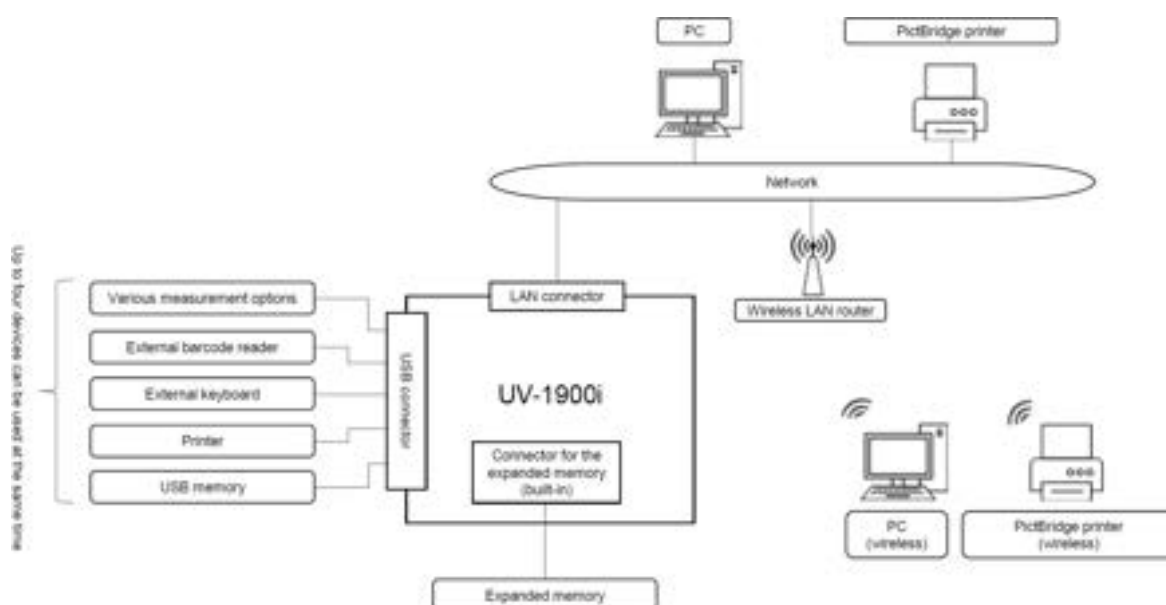 PC
PictBridge printer
Network
LAN connector
Wireless LAN router
Up to four devices can be used at the same time
Various measurement options
External barcode reader
External keyboard
Printer
USB memory
USB connector
UV-1900i
Connector for the
expanded memory
(built-in)
PC
(wireless)
PictBridge printer
(wireless)
Expanded memory